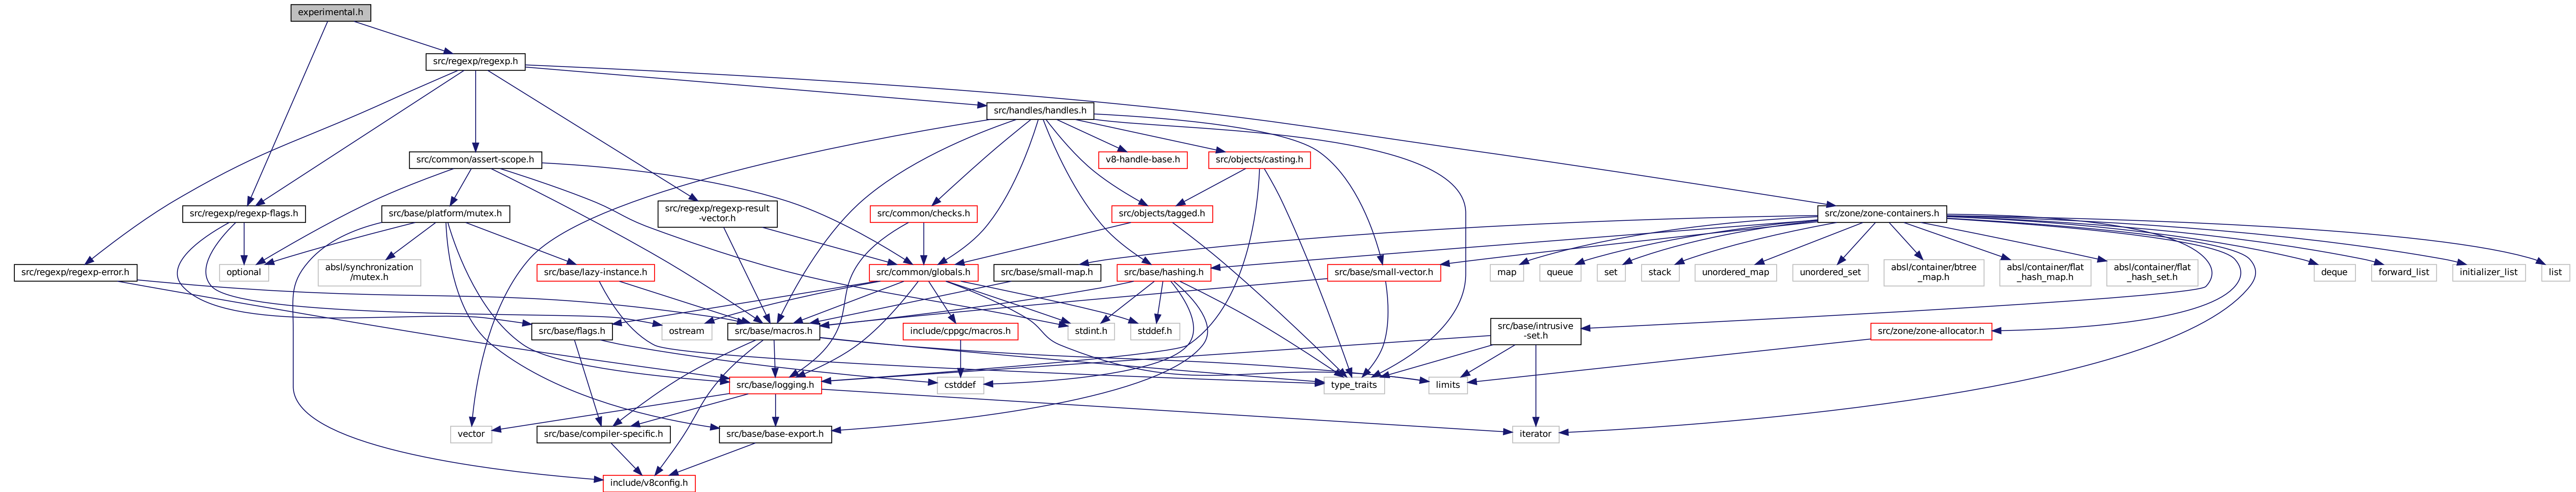 experimental.h
src/regexp/regexp.h
src/handles/handles.h
src/common/assert-scope.h
v8-handle-base.h
src/objects/casting.h
src/regexp/regexp-flags.h
src/base/platform/mutex.h
src/regexp/regexp-result
-vector.h
src/common/checks.h
src/objects/tagged.h
src/zone/zone-containers.h
src/regexp/regexp-error.h
optional
absl/synchronization
/mutex.h
src/base/lazy-instance.h
src/common/globals.h
src/base/small-map.h
src/base/hashing.h
src/base/small-vector.h
map
queue
set
stack
unordered_map
unordered_set
absl/container/btree
_map.h
absl/container/flat
_hash_map.h
absl/container/flat
_hash_set.h
deque
forward_list
initializer_list
list
src/base/flags.h
ostream
src/base/macros.h
include/cppgc/macros.h
stdint.h
stddef.h
src/base/intrusive
-set.h
src/zone/zone-allocator.h
src/base/logging.h
cstddef
type_traits
limits
vector
src/base/compiler-specific.h
src/base/base-export.h
iterator
include/v8config.h